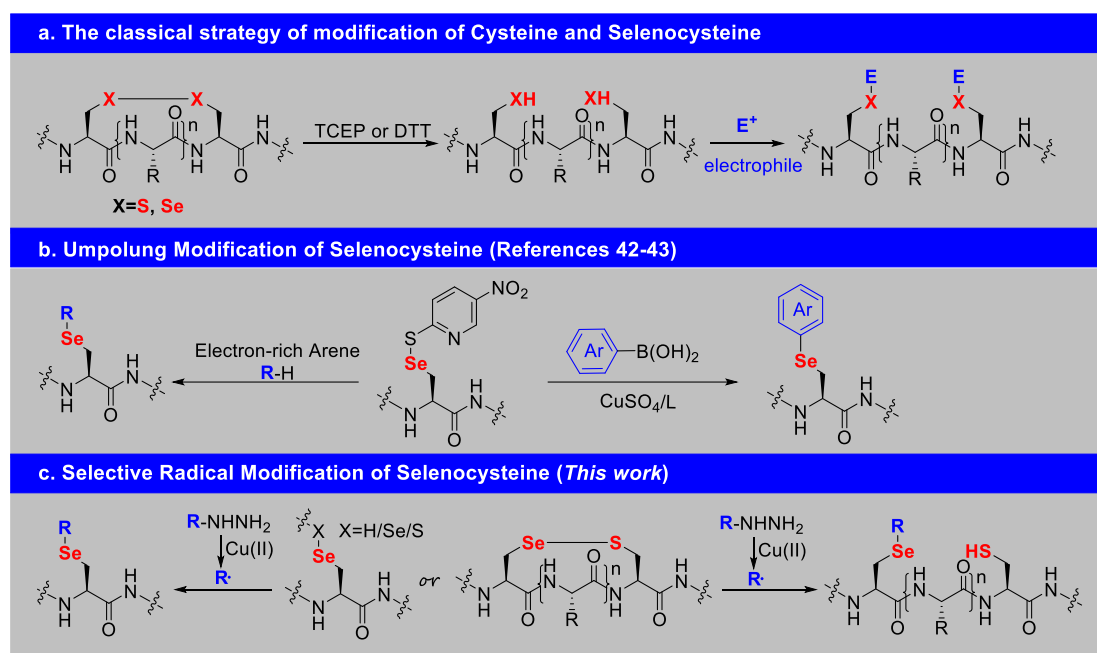 a. The classical strategy of modification of Cysteine and Selenocysteine
X X
O
n
N
H
O
H
N
R
N
H
O
H
N
X=S, Se
TCEP or DTT
XH XH
O
n
N
H
O
H
N
R
N
H
O
H
N
E+
electrophile
E E
X X
O
n
N
H
O
H
N
R
N
H
O
H
N
b. Umpolung Modification of Selenocysteine (References 42-43)
R
Se
N
H
O
H
N
Electron-rich Arene
R-H
NO2
S N
Se
N
H
O
H
N
Ar B(OH)2
CuSO4/L
Ar
Se
N
H
O
H
N
c. Selective Radical Modification of Selenocysteine (This work)
R
Se
N
H
O
H
N
R-NHNH2
Cu(II)
R·
X X=H/Se/S
Se
N
H
O
H
N
or
Se S
O
n
N
H
O
H
N
R
N
H
O
H
N
R-NHNH2
Cu(II)
R·
R
Se HS
O
n
N
H
O
H
N
R
N
H
O
H
N